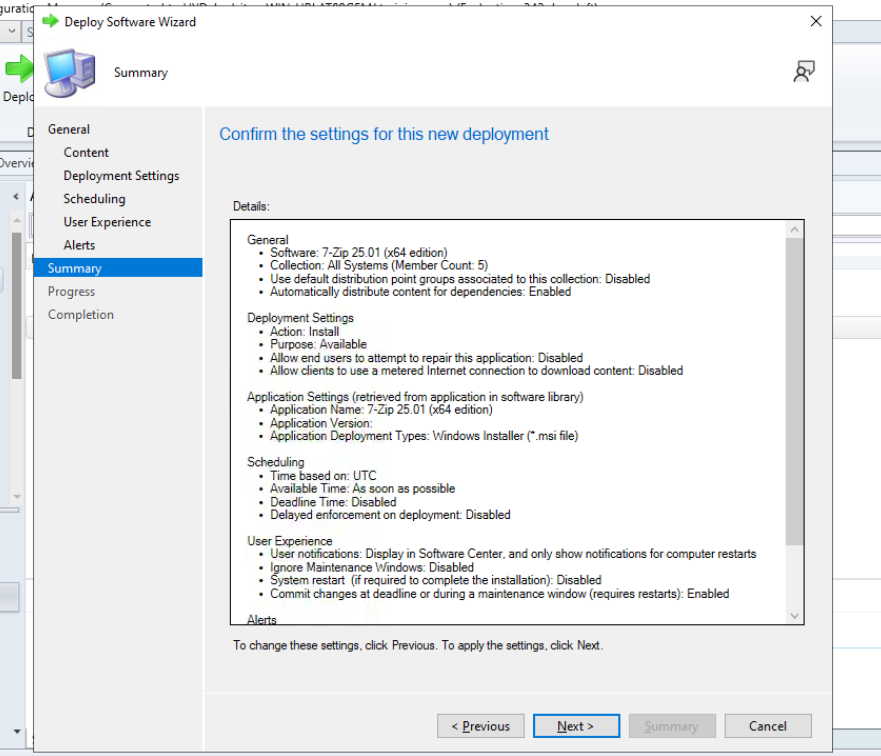 Deploy Software Wizard
Summary
General
Content
Deployment Settings
Scheduling
User Experience
Alerts
Summary
Progress
Completion
Confirm the settings for this new deployment
Details:
General
• Software: 7-Zip 25.01 (x64 edition)
• Collection: All Systems (Member Count: 5)
• Use default distribution point groups associated to this collection: Disabled
• Automatically distribute content for dependencies: Enabled
Deployment Settings
• Action: Install
• Purpose: Available
• Allow end users to attempt to repair this application: Disabled
• Allow clients to use a metered Internet connection to download content: Disabled
Application Settings (retrieved from application in software library)
• Application Name: 7-Zip 25.01 (x64 edition)
• Application Version:
• Application Deployment Types: Windows Installer (*.msi file)
Scheduling
• Time based on: UTC
• Available Time: As soon as possible
• Deadline Time: Disabled
• Delayed enforcement on deployment: Disabled
User Experience
• User notifications: Display in Software Center, and only show notifications for computer restarts
• Ignore Maintenance Windows: Disabled
• System restart (if required to complete the installation): Disabled
• Commit changes at deadline or during a maintenance window (requires restarts): Enabled
Alerts
To change these settings, click Previous. To apply the settings, click Next.
< Previous
Next >
Summary
Cancel